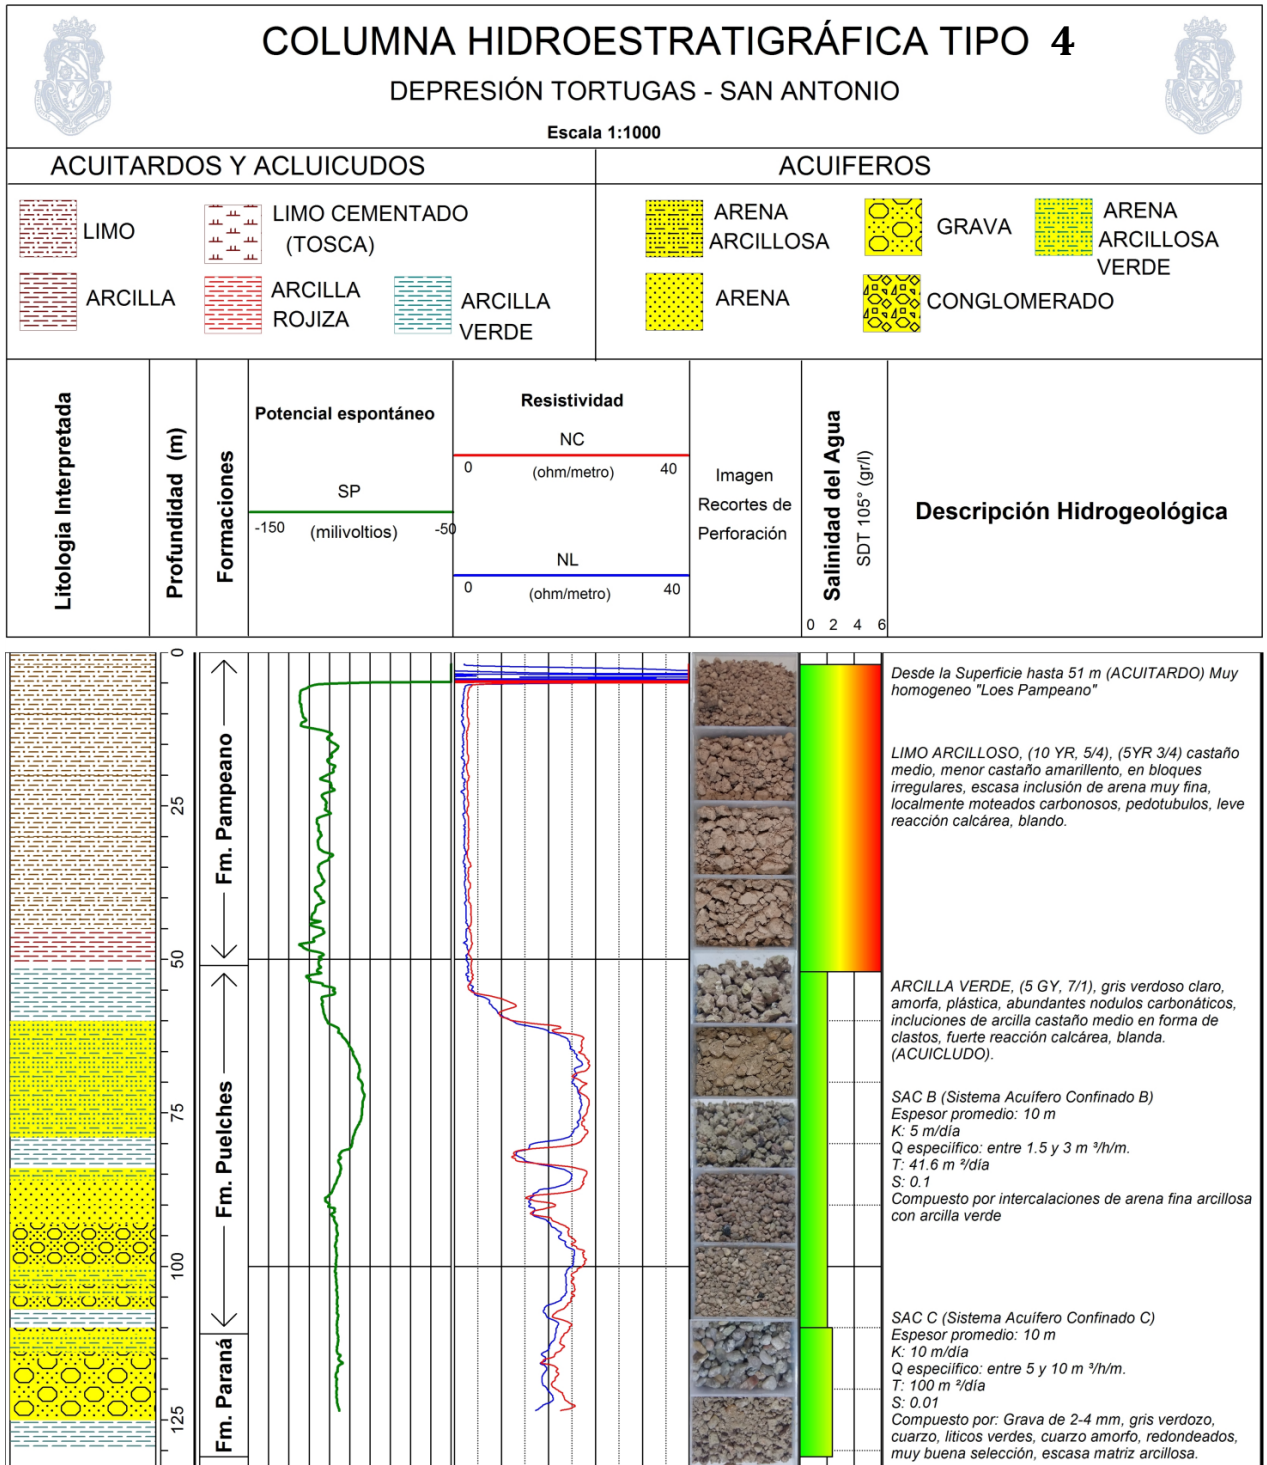 COLUMNA HIDROESTRATIGRÁFICA TIPO 4
DEPRESIÓN TORTUGAS - SAN ANTONIO
Escala 1:1000
ACUITARDOS Y ACLUICUDOS
LIMO
LIMO CEMENTADO
(TOSCA)
ARCILLA
ARCILLA
ROJIZA
ARCILLA
VERDE
ACUIFEROS
ARENA
ARCILLOSA
GRAVA
ARENA
ARCILLOSA
VERDE
ARENA
CONGLOMERADO
Litologia Interpretada
Profundidad (m)
Formaciones
Potencial espontáneo
SP
-150 (milivoltios) -50
Resistividad
NC
0 (ohm/metro) 40
NL
0 (ohm/metro) 40
Imagen
Recortes de
Perforación
Salinidad del Agua
SDT 105° (gr/l)
0 2 4 6
Descripción Hidrogeológica
0
25
50
75
100
125
Fm. Pampeano
Fm. Puelches
Fm. Paraná
Desde la Superficie hasta 51 m (ACUITARDO) Muy
homogeneo "Loes Pampeano"
LIMO ARCILLOSO, (10 YR, 5/4), (5YR 3/4) castaño
medio, menor castaño amarillento, en bloques
irregulares, escasa inclusión de arena muy fina,
localmente moteados carbonosos, pedotubulos, leve
reacción calcárea, blando.
ARCILLA VERDE, (5 GY, 7/1), gris verdoso claro,
amorfa, plástica, abundantes nodulos carbonáticos,
incluciones de arcilla castaño medio en forma de
clastos, fuerte reacción calcárea, blanda.
(ACUICLUDO).
SAC B (Sistema Acuífero Confinado B)
Espesor promedio: 10 m
K: 5 m/día
Q especiífico: entre 1.5 y 3 m ³/h/m.
T: 41.6 m ²/día
S: 0.1
Compuesto por intercalaciones de arena fina arcillosa
con arcilla verde
SAC C (Sistema Acuífero Confinado C)
Espesor promedio: 10 m
K: 10 m/día
Q especiífico: entre 5 y 10 m ³/h/m.
T: 100 m ²/día
S: 0.01
Compuesto por: Grava de 2-4 mm, gris verdozo,
cuarzo, líticos verdes, cuarzo amorfo, redondeados,
muy buena selección, escasa matriz arcillosa.